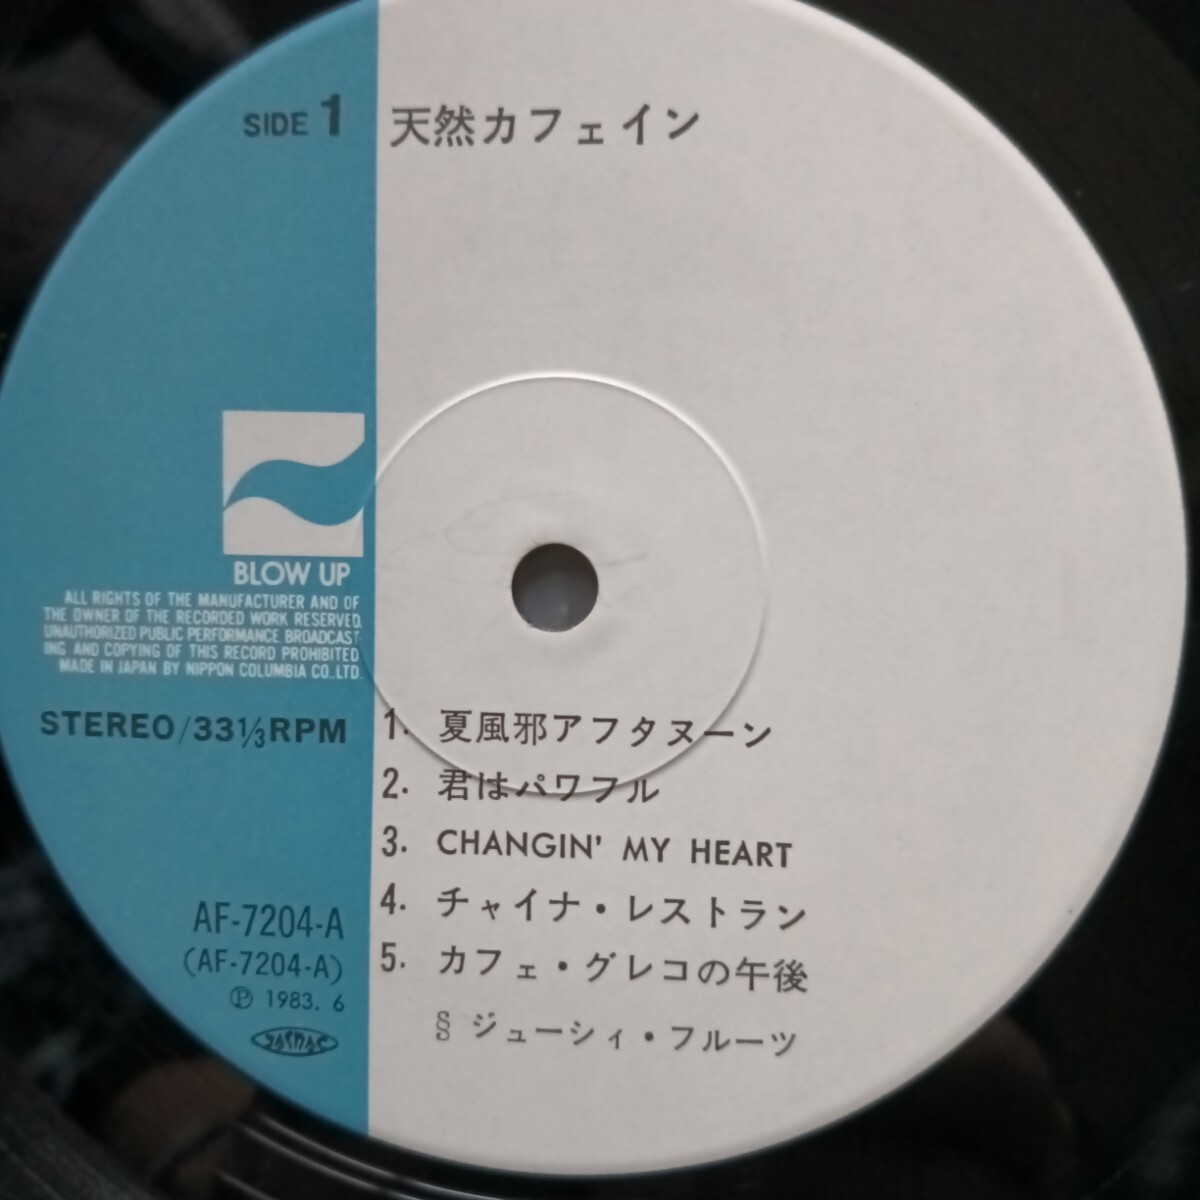 SIDE 1
天然カフェイン
BLOW UP
ALL RIGHTS OF THE MANUFACTURER AND OF
THE OWNER OF THE RECORDED WORK RESERVED.
UNAUTHORIZED PUBLIC PERFORMANCE BROADCAST
ING AND COPYING OF THIS RECORD PROHIBITED
MADE IN JAPAN BY NIPPON COLUMBIA CO., LTD.
STEREO/33⅓RPM
1. 夏風邪アフタヌーン
2. 君はパワフル
3. CHANGIN' MY HEART
4. チャイナ・レストラン
5. カフェ・グレコの午後
§ ジューシィ・フルーツ
AF-7204-A
(AF-7204-A)
Ⓟ 1983. 6
JASRAC